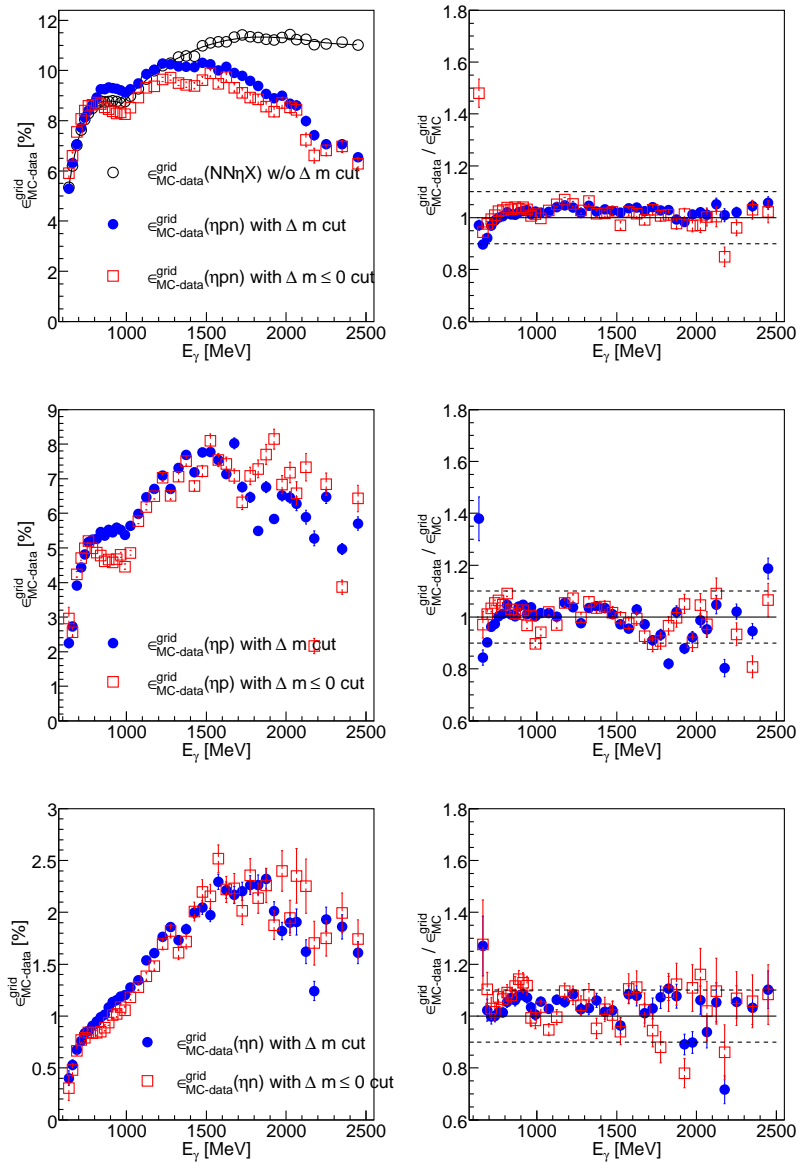 ϵ^grid_MC-data [%]
12
10
8
6
4
2
0
ϵ^grid_MC-data(NNηX) w/o Δ m cut
ϵ^grid_MC-data(ηpn) with Δ m cut
ϵ^grid_MC-data(ηpn) with Δ m ≤ 0 cut
1000 1500 2000 2500
E_γ [MeV]
ϵ^grid_MC-data / ϵ^grid_MC
1.8
1.6
1.4
1.2
1
0.8
0.6
1000 1500 2000 2500
E_γ [MeV]
ϵ^grid_MC-data [%]
9
8
7
6
5
4
3
2
1
0
ϵ^grid_MC-data(ηp) with Δ m cut
ϵ^grid_MC-data(ηp) with Δ m ≤ 0 cut
1000 1500 2000 2500
E_γ [MeV]
ϵ^grid_MC-data / ϵ^grid_MC
1.8
1.6
1.4
1.2
1
0.8
0.6
1000 1500 2000 2500
E_γ [MeV]
ϵ^grid_MC-data [%]
3
2.5
2
1.5
1
0.5
0
ϵ^grid_MC-data(ηn) with Δ m cut
ϵ^grid_MC-data(ηn) with Δ m ≤ 0 cut
1000 1500 2000 2500
E_γ [MeV]
ϵ^grid_MC-data / ϵ^grid_MC
1.8
1.6
1.4
1.2
1
0.8
0.6
1000 1500 2000 2500
E_γ [MeV]